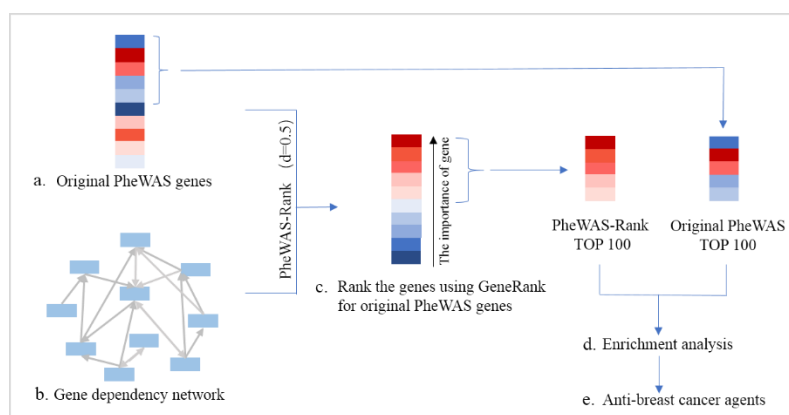 a. Original PheWAS genes
b. Gene dependency network
PheWAS-Rank (d=0.5)
The importance of gene
c. Rank the genes using GeneRank
for original PheWAS genes
PheWAS-Rank
TOP 100
Original PheWAS
TOP 100
d. Enrichment analysis
e. Anti-breast cancer agents